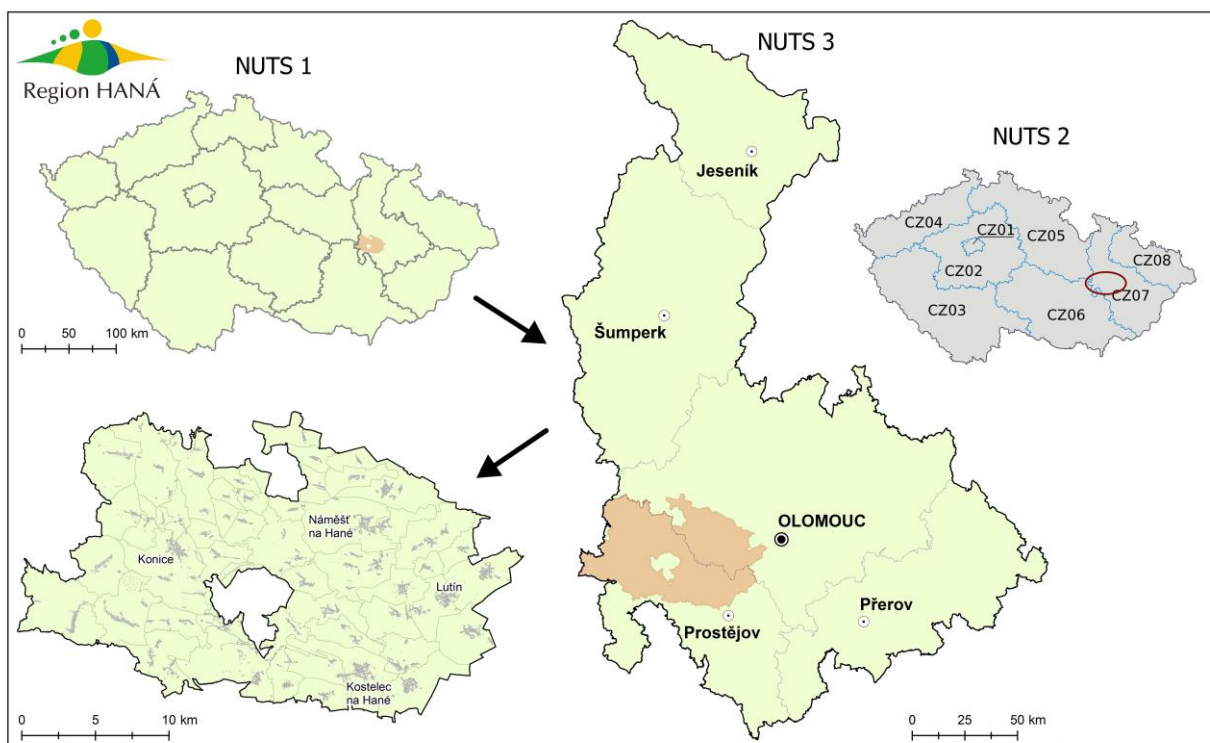 Region HANÁ
NUTS 1
0 50 100 km
NUTS 3
Jeseník
Šumperk
OLOMOUC
Přerov
Prostějov
0 25 50 km
NUTS 2
CZ04
CZ01
CZ05
CZ08
CZ02
CZ07
CZ03
CZ06
Náměšť
na Hané
Konice
Lutín
Kostelec
na Hané
0 5 10 km